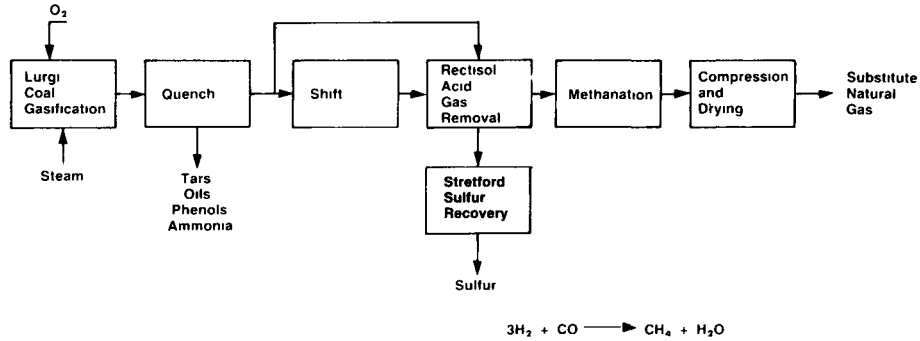 O₂
Lurgi
Coal
Gasification
Quench
Shift
Rectisol
Acid
Gas
Removal
Methanation
Compression
and
Drying
Substitute
Natural
Gas
Steam
Tars
Oils
Phenols
Ammonia
Stretford
Sulfur
Recovery
Sulfur
3H₂ + CO ⟶ CH₄ + H₂O